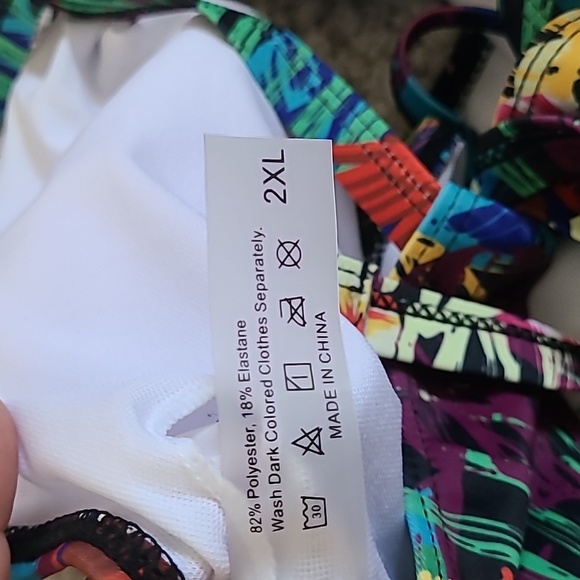 2XL
82% Polyester, 18% Elastane
Wash Dark Colored Clothes Separately.
30
MADE IN CHINA